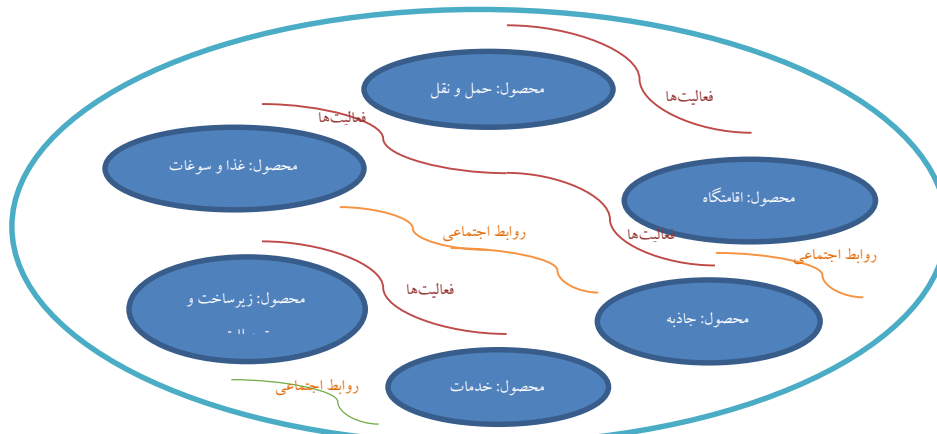 محصول: حمل و نقل
فعالیت‌ها
فعالیت‌ها
محصول: غذا و سوغات
محصول: اقامتگاه
روابط اجتماعی
فعالیت‌ها
روابط اجتماعی
فعالیت‌ها
محصول: زیرساخت و
محصول: جاذبه
محصول: خدمات
روابط اجتماعی